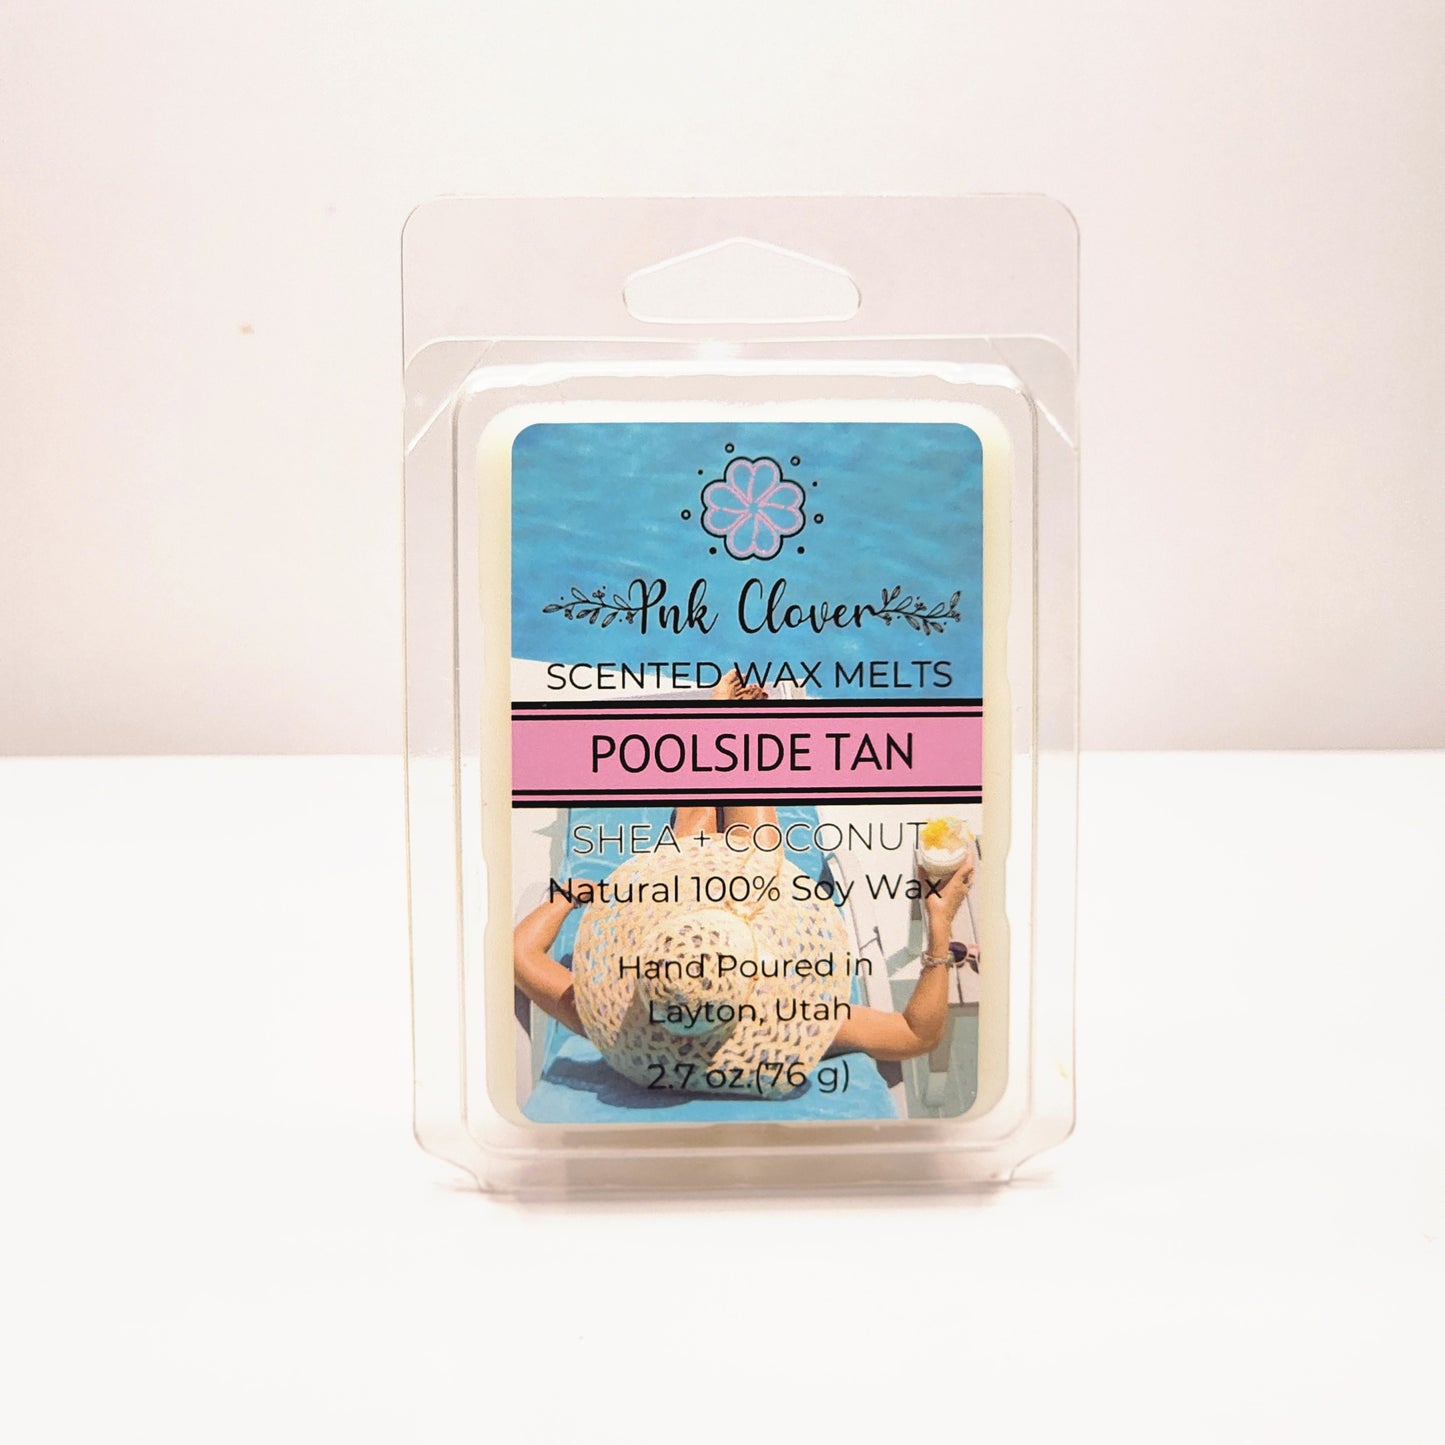 Pnk Clover
SCENTED WAX MELTS
POOLSIDE TAN
SHEA + COCONUT
Natural 100% Soy Wax
Hand Poured in
Layton, Utah
2.7 oz.(76 g)